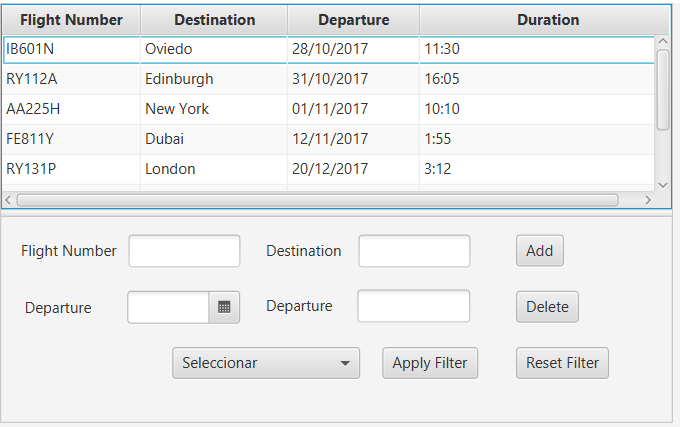 Flight Number Destination Departure Duration
IB601N Oviedo 28/10/2017 11:30
RY112A Edinburgh 31/10/2017 16:05
AA225H New York 01/11/2017 10:10
FE811Y Dubai 12/11/2017 1:55
RY131P London 20/12/2017 3:12
Flight Number Destination Add
Departure Departure Delete
Seleccionar Apply Filter Reset Filter